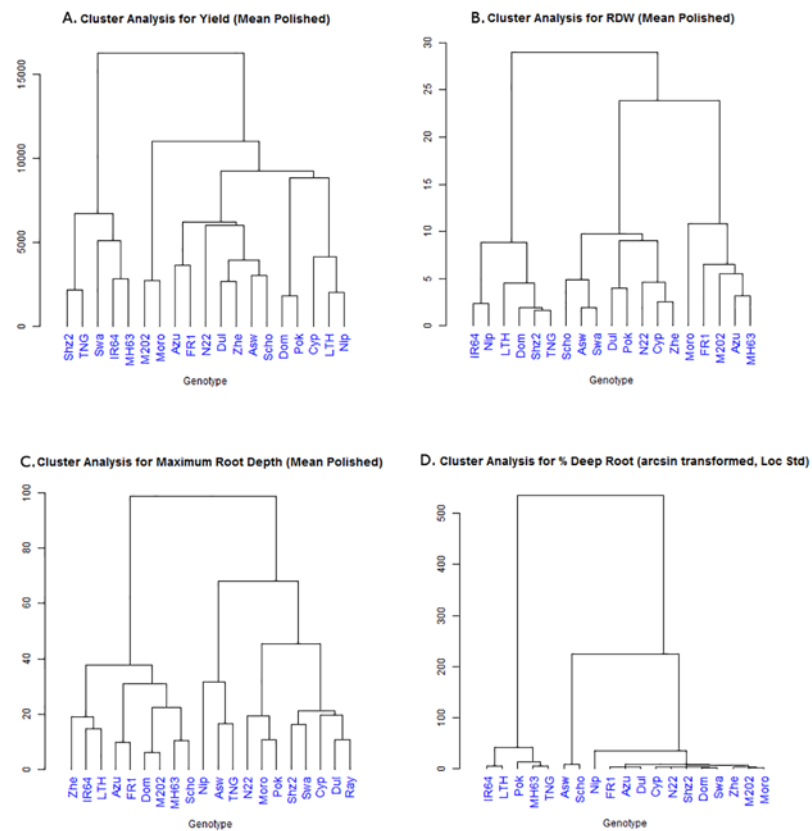 A. Cluster Analysis for Yield (Mean Polished)
15000
10000
5000
0
Shz2 TNG Swa IR64 MH63 M202 Moro Azu FR1 N22 Dul Zhe Asw Scho Dom Pok Cyp LTH Nip
Genotype
B. Cluster Analysis for RDW (Mean Polished)
30
25
20
15
10
5
0
IR64 Nip LTH Dom Shz2 TNG Scho Asw Swa Dul Pok N22 Cyp Zhe Moro FR1 M202 Azu MH63
Genotype
C. Cluster Analysis for Maximum Root Depth (Mean Polished)
100
80
60
40
20
0
Zhe IR64 LTH Azu FR1 Dom M202 MH63 Scho Nip Asw TNG N22 Moro Pok Shz2 Swa Cyp Dul Ray
Genotype
D. Cluster Analysis for % Deep Root (arcsin transformed, Loc Std)
500
400
300
200
100
0
IR64 LTH Pok MH63 TNG Asw Scho Nip FR1 Azu Dul Cyp N22 Shz2 Dom Swa Zhe M202 Moro
Genotype